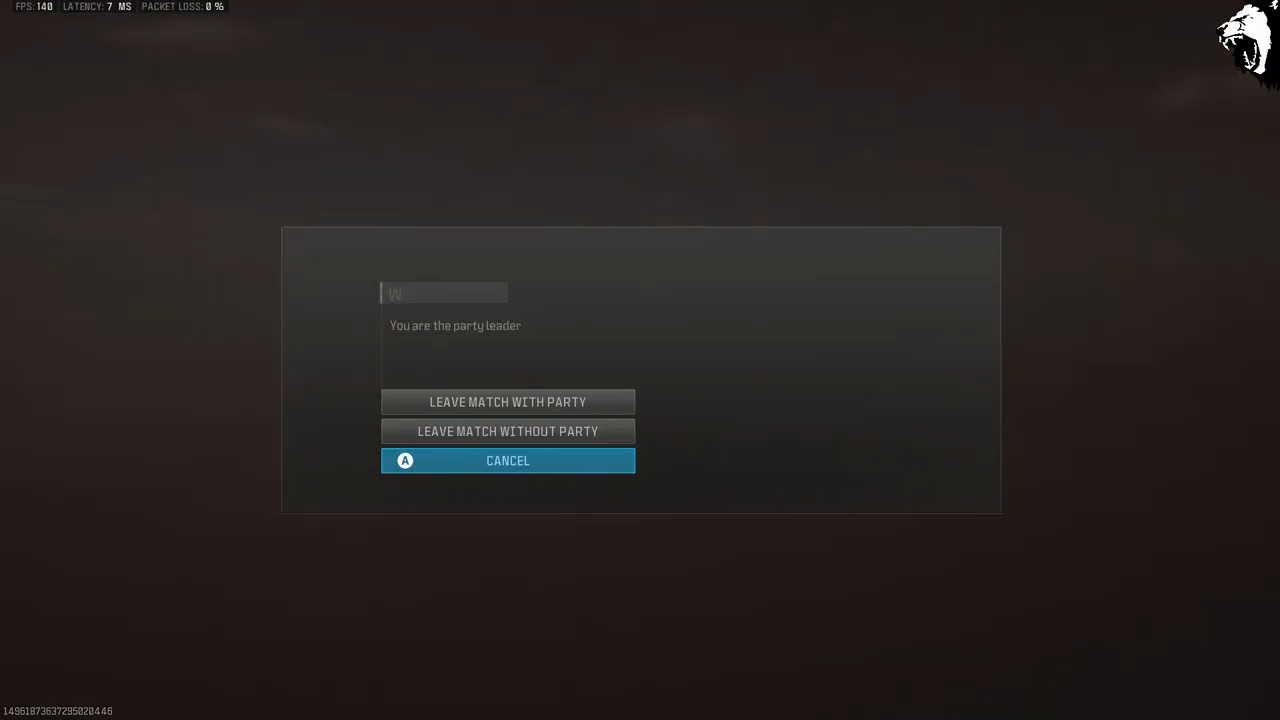 FPS: 140 LATENCY: 7 MS PACKET LOSS: 0 %
W
You are the party leader
LEAVE MATCH WITH PARTY
LEAVE MATCH WITHOUT PARTY
A CANCEL
14961873637295020446